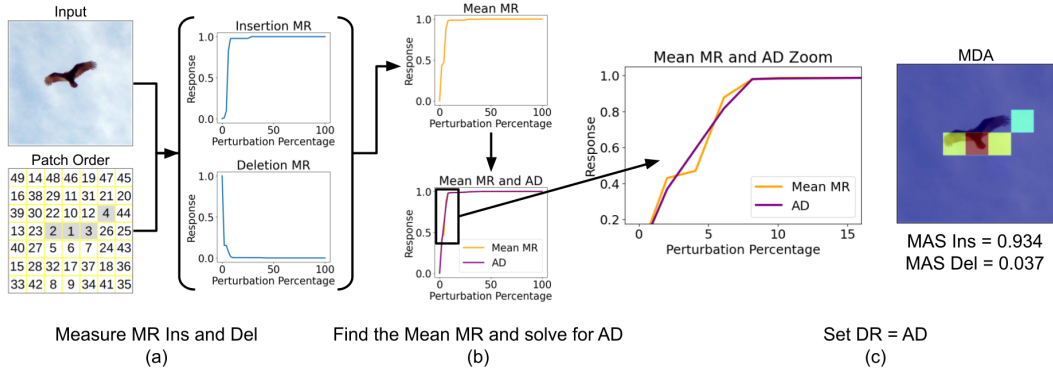 Input
Patch Order
49 14 48 46 19 47 45
16 38 29 11 31 21 20
39 30 22 10 12 4 44
13 23 2 1 3 26 25
40 27 5 6 7 24 43
15 28 32 17 37 18 36
33 42 8 9 34 41 35
Insertion MR
Response
1.0
0.5
0.0
0 50 100
Perturbation Percentage
Deletion MR
Response
1.0
0.5
0.0
0 50 100
Perturbation Percentage
Measure MR Ins and Del
(a)
Mean MR
Response
1.0
0.5
0.0
0 50 100
Perturbation Percentage
Mean MR and AD
Response
1.0
0.5
0.0
Mean MR
AD
0 50 100
Perturbation Percentage
Find the Mean MR and solve for AD
(b)
Mean MR and AD Zoom
Response
1.0
0.8
0.6
0.4
0.2
Mean MR
AD
0 5 10 15
Perturbation Percentage
MDA
MAS Ins = 0.934
MAS Del = 0.037
Set DR = AD
(c)